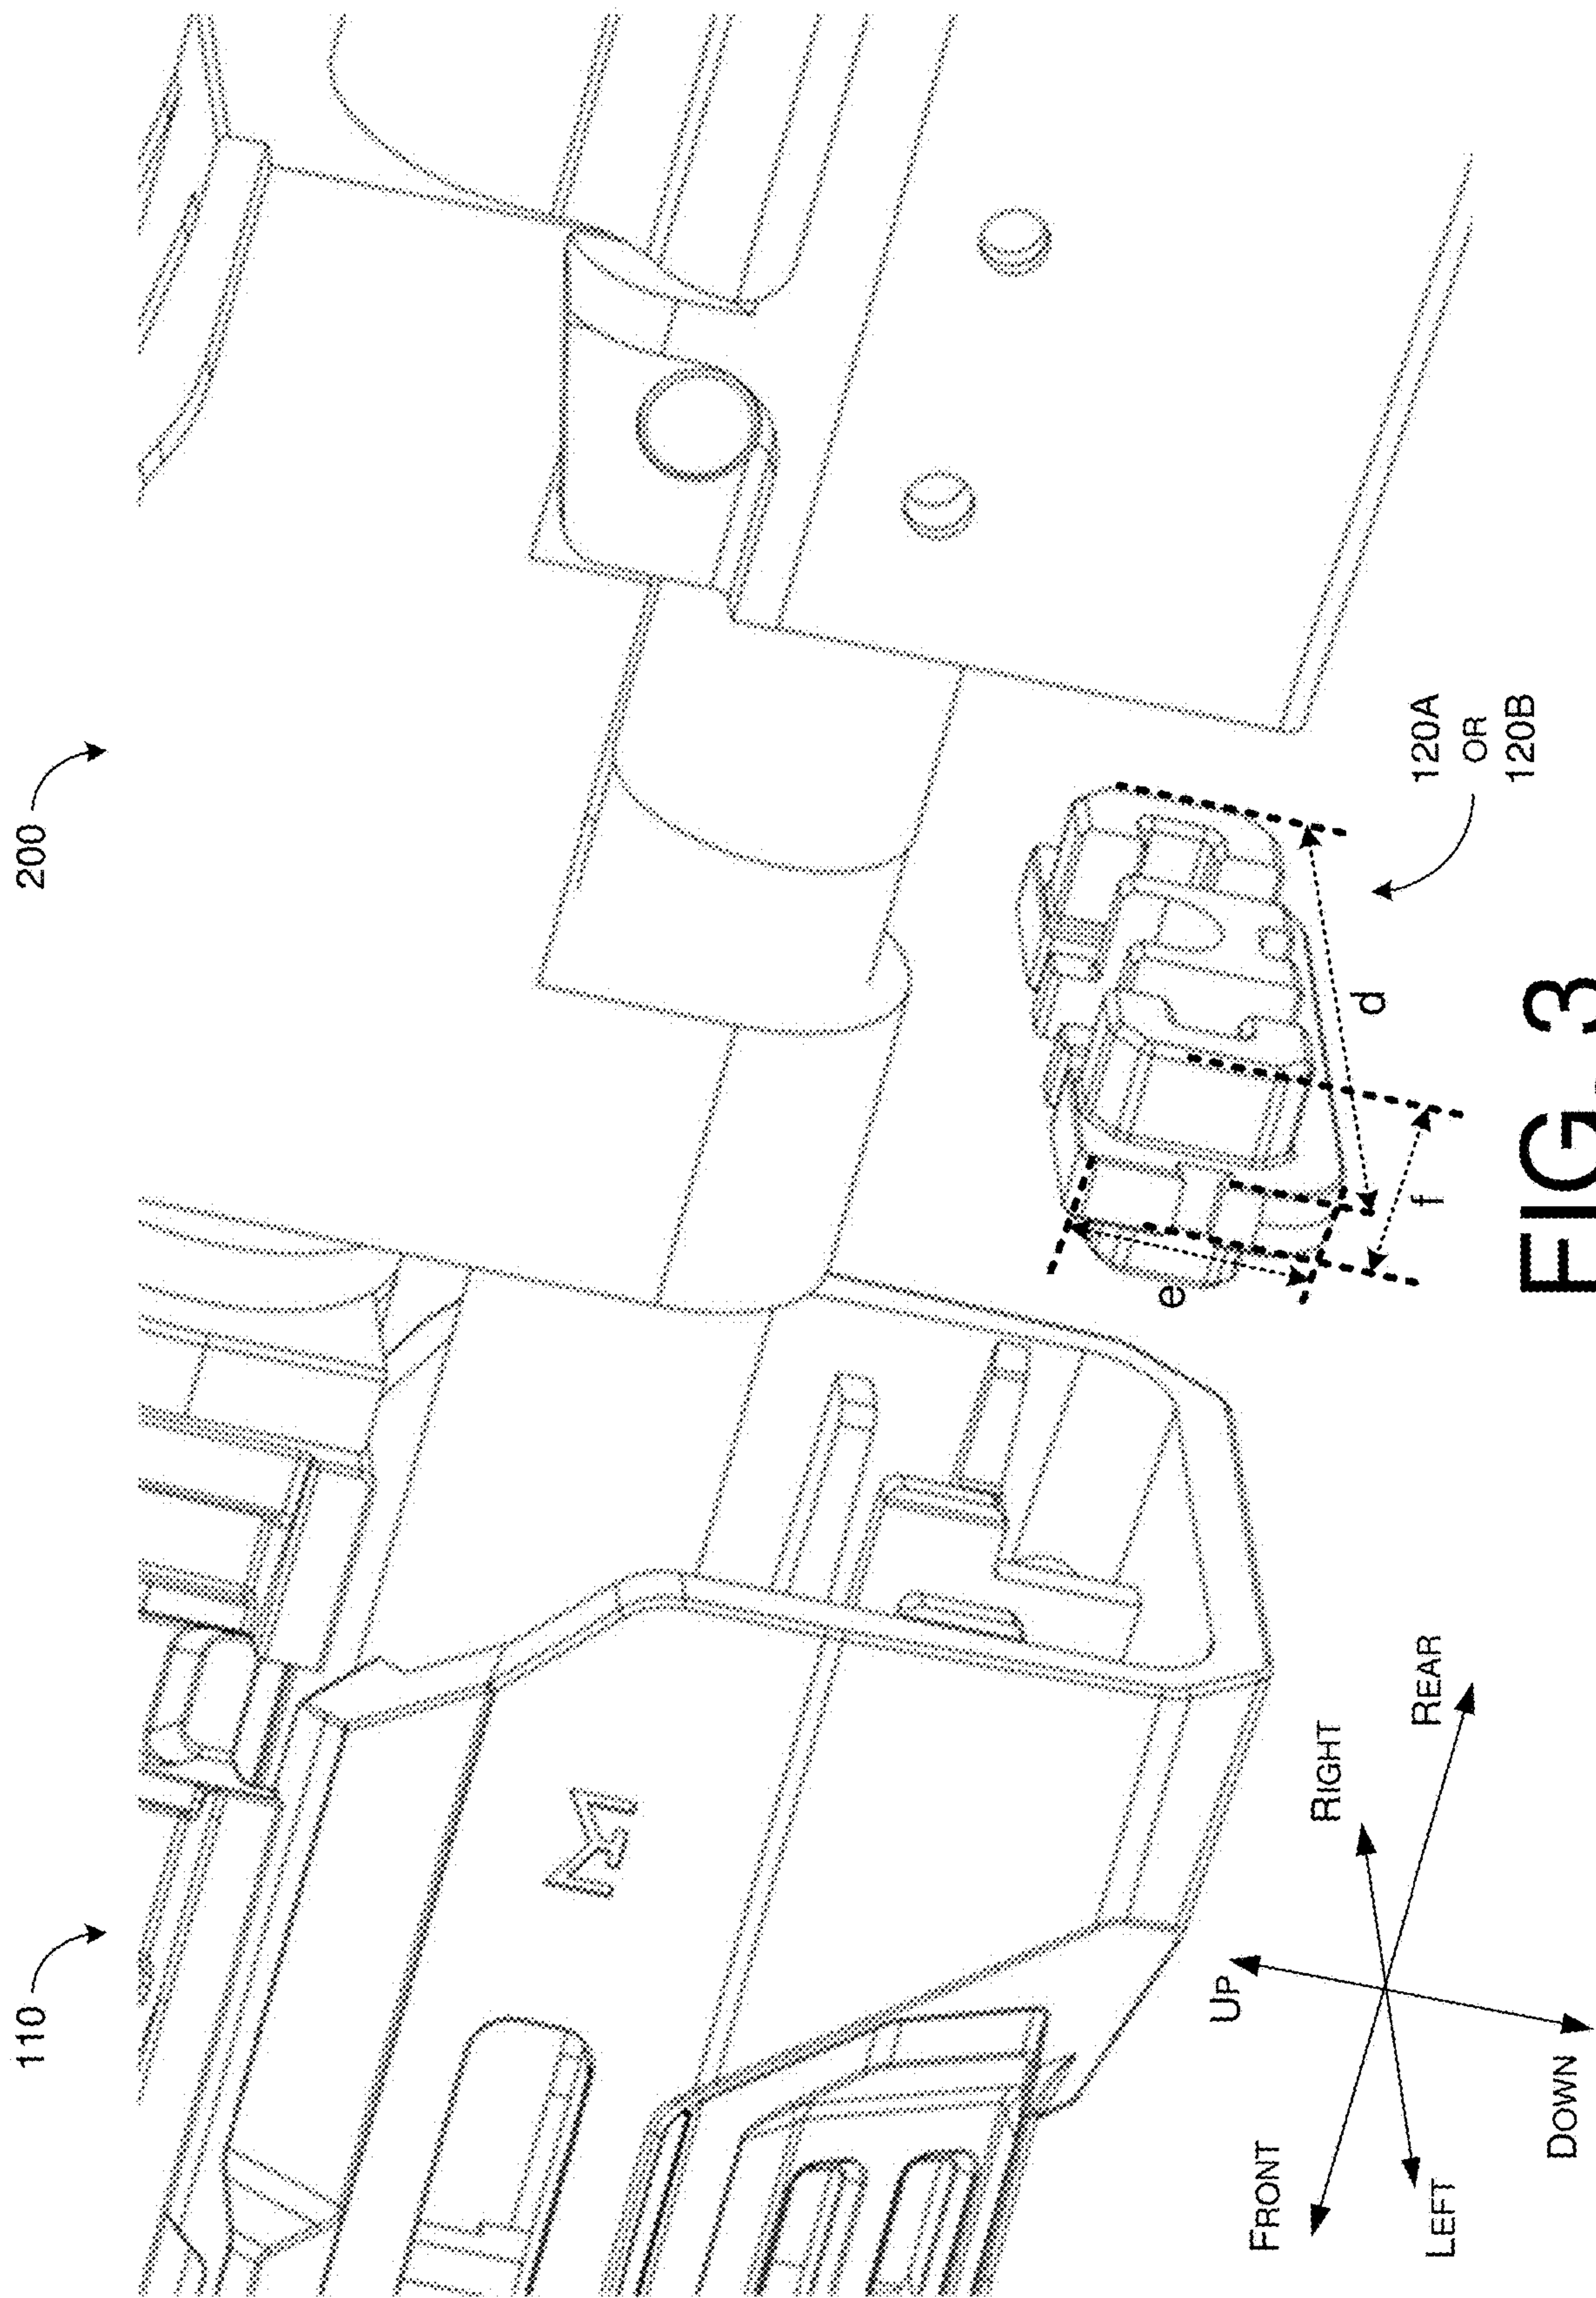 110
200
120A
OR
120B
d
e
f
UP
DOWN
FRONT
REAR
LEFT
RIGHT
FIG. 3